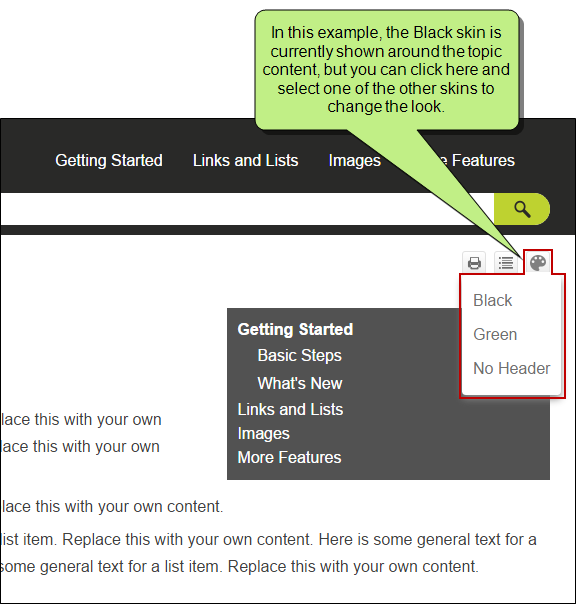 In this example, the Black skin is
currently shown around the topic
content, but you can click here and
select one of the other skins to
change the look.
Getting Started Links and Lists Images Features
Black
Green
No Header
Getting Started
Basic Steps
What's New
Links and Lists
Images
More Features
this with your own
this with your own
this with your own content.
list item. Replace this with your own content. Here is some general text for a
some general text for a list item. Replace this with your own content.